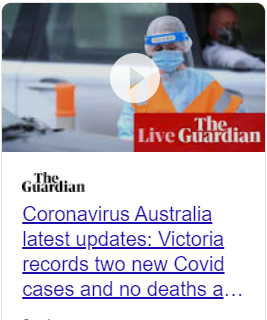 Live The Guardian
The Guardian
Coronavirus Australia
latest updates: Victoria
records two new Covid
cases and no deaths a…